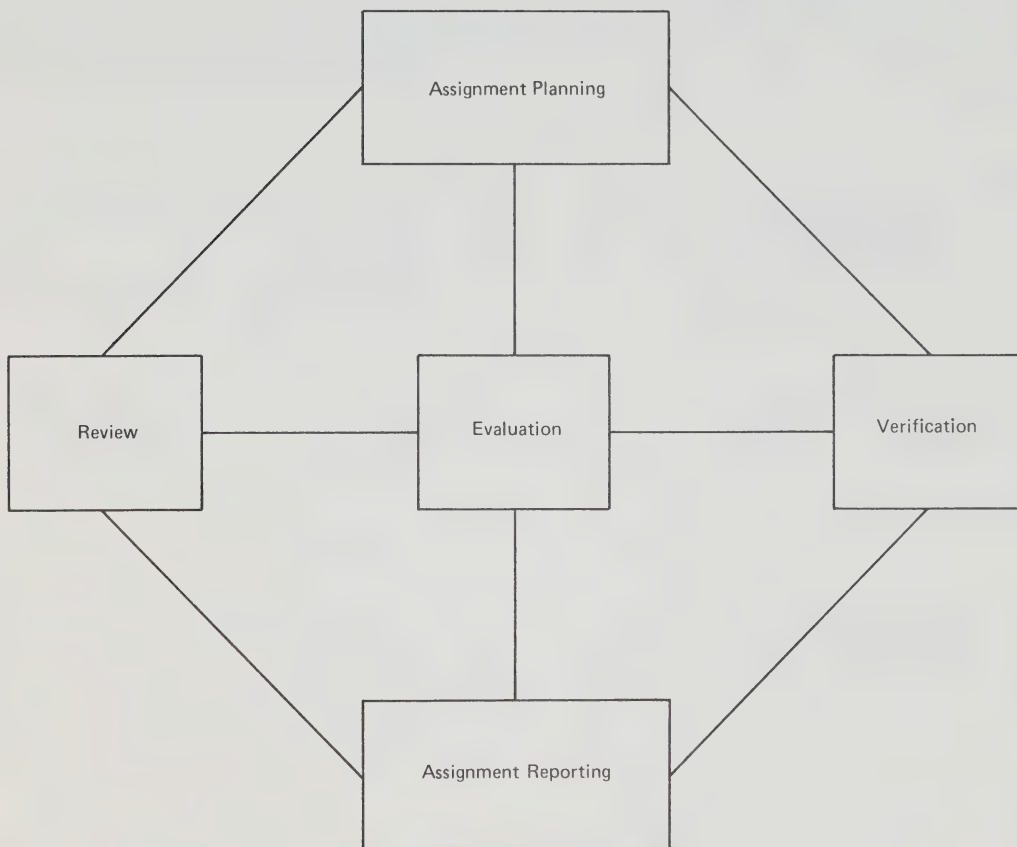 Assignment Planning
Review
Evaluation
Verification
Assignment Reporting